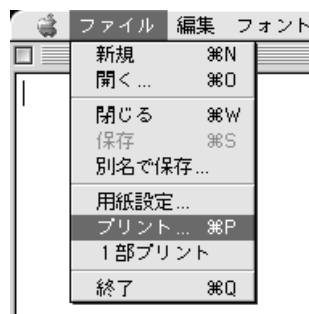 ファイル 編集 フォント
新規 ⌘N
開く... ⌘O
閉じる ⌘W
保存 ⌘S
別名で保存...
用紙設定...
プリント... ⌘P
1部プリント
終了 ⌘Q